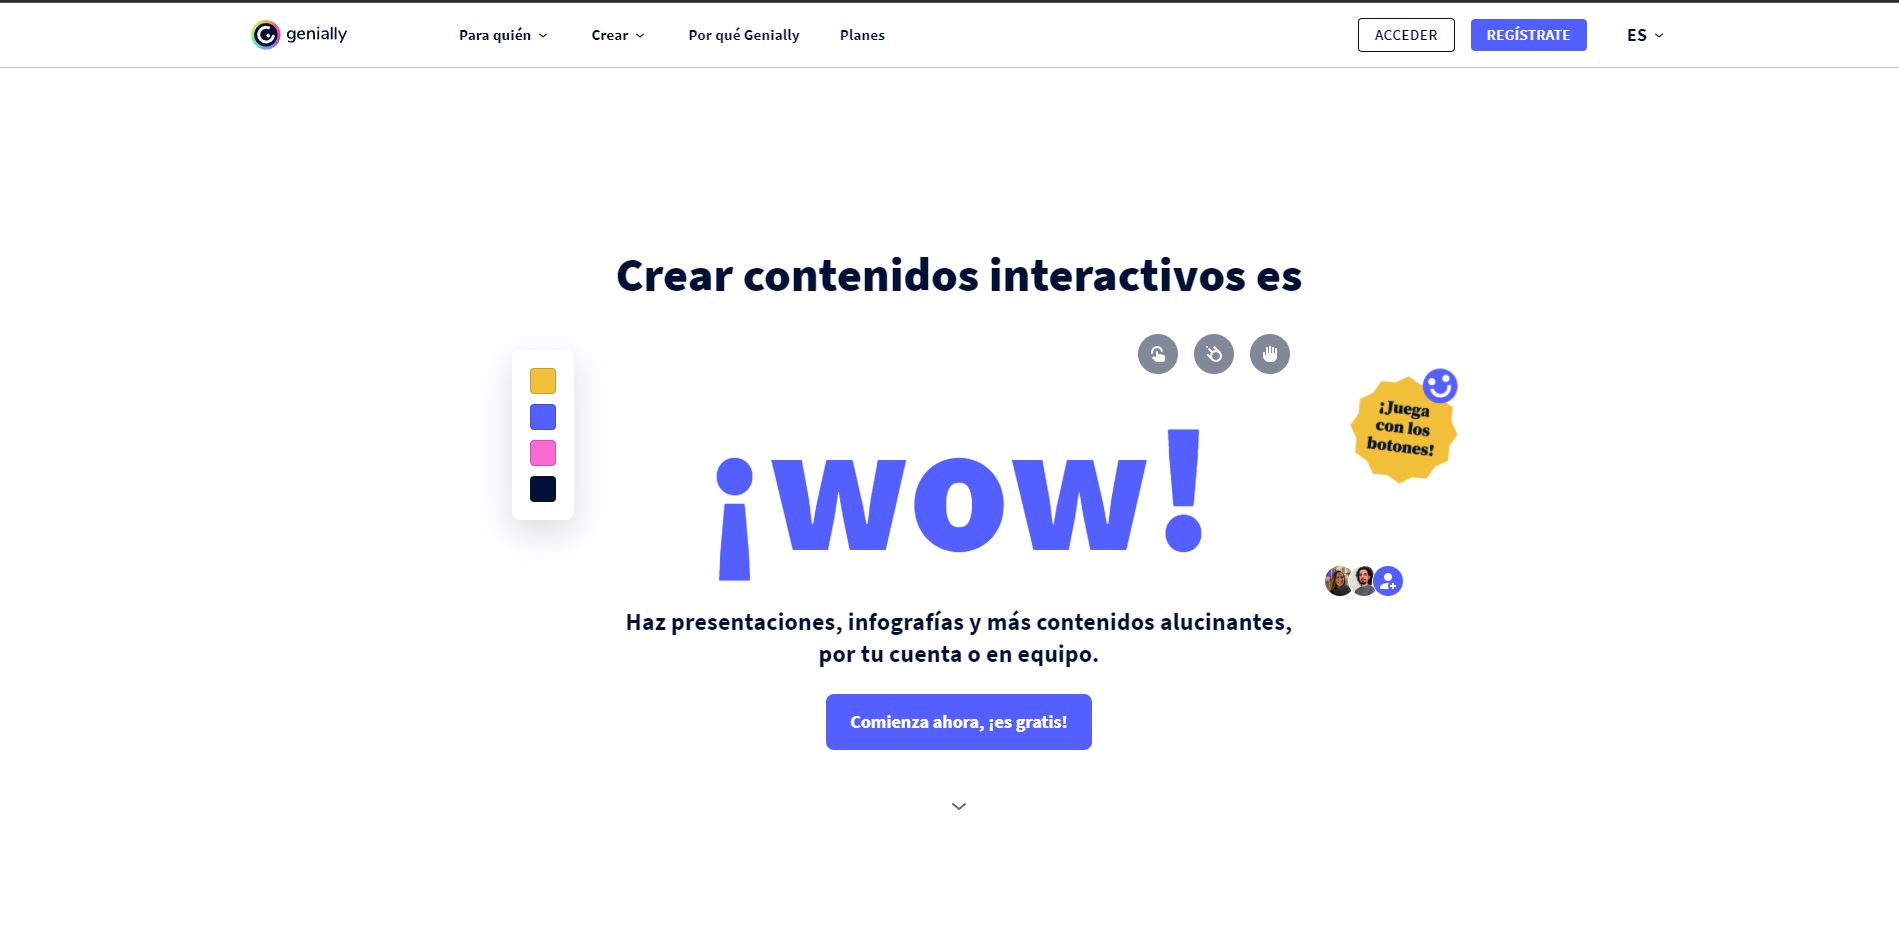 genially
Para quién
Crear
Por qué Genially
Planes
ACCEDER
REGÍSTRATE
ES
Crear contenidos interactivos es
¡wow!
¡Juega
con los
botones!
Haz presentaciones, infografías y más contenidos alucinantes,
por tu cuenta o en equipo.
Comienza ahora, ¡es gratis!